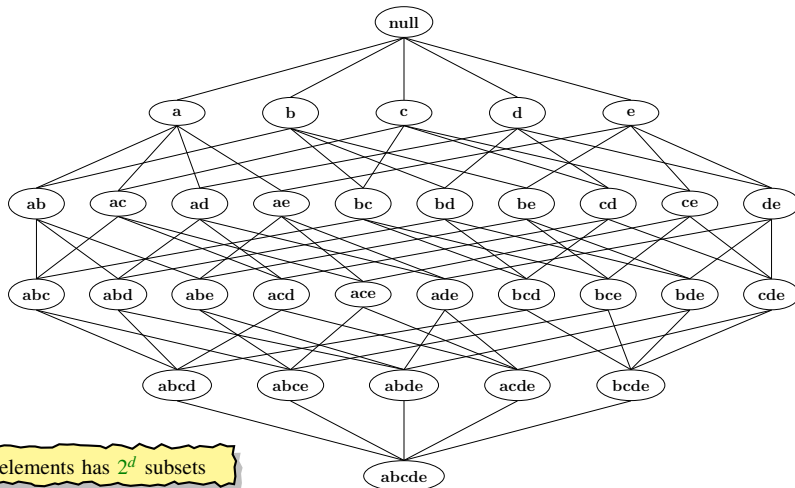 null
a b c d e
ab ac ad ae bc bd be cd ce de
abc abd abe acd ace ade bcd bce bde cde
abcd abce abde acde bcde
elements has 2^d subsets
abcde